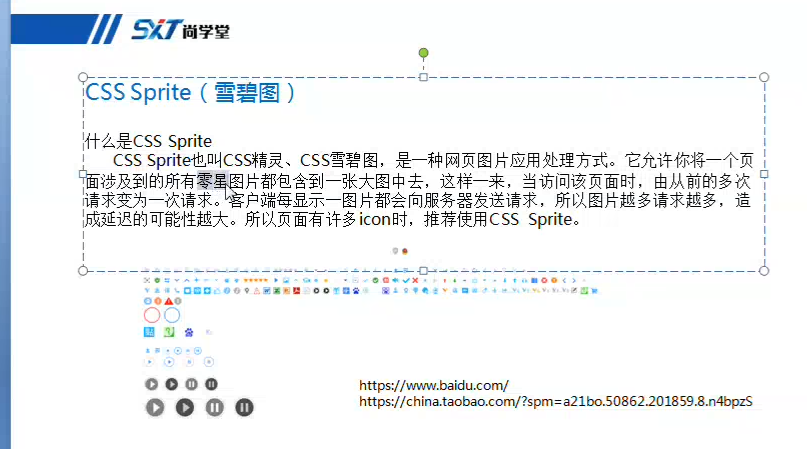 SXT尚学堂
CSS Sprite（雪碧图）
什么是CSS Sprite
CSS Sprite也叫CSS精灵、CSS雪碧图，是一种网页图片应用处理方式。它允许你将一个页
面涉及到的所有零星图片都包含到一张大图中去，这样一来，当访问该页面时，由从前的多次
请求变为一次请求。客户端每显示一图片都会向服务器发送请求，所以图片越多请求越多，造
成延迟的可能性越大。所以页面有许多icon时，推荐使用CSS Sprite。
https://www.baidu.com/
https://china.taobao.com/?spm=a21bo.50862.201859.8.n4bpzS